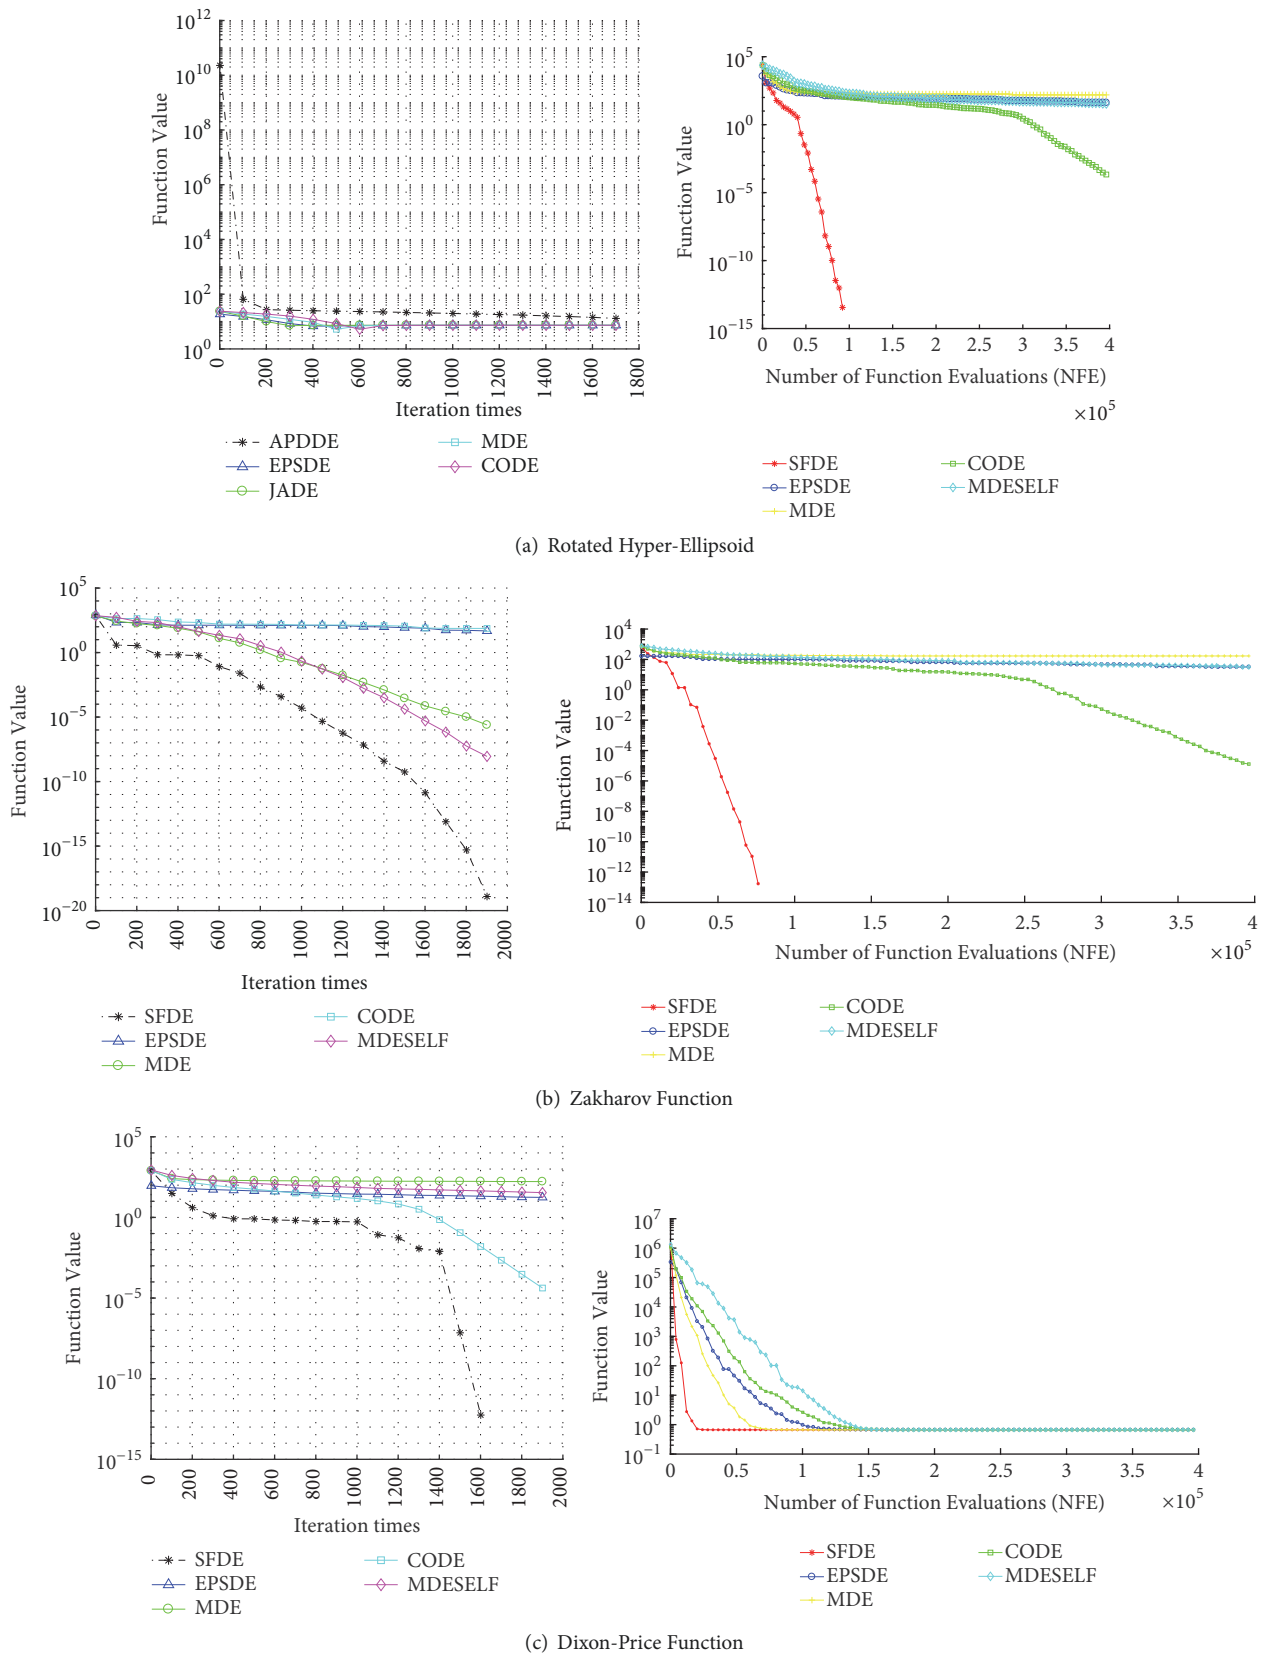 10^12
10^10
10^8
10^6
10^4
10^2
10^0
Function Value
0
200
400
600
800
1000
1200
1400
1600
1800
Iteration times
APDDE
EPSDE
JADE
MDE
CODE
10^5
10^0
10^−5
10^−10
10^−15
Function Value
0 0.5 1 1.5 2 2.5 3 3.5 4
Number of Function Evaluations (NFE)
×10^5
SFDE
EPSDE
MDE
CODE
MDESELF
(a) Rotated Hyper-Ellipsoid
10^5
10^0
10^−5
10^−10
10^−15
10^−20
Function Value
0
200
400
600
800
1000
1200
1400
1600
1800
2000
Iteration times
SFDE
EPSDE
MDE
CODE
MDESELF
10^4
10^2
10^0
10^−2
10^−4
10^−6
10^−8
10^−10
10^−12
10^−14
Function Value
0 0.5 1 1.5 2 2.5 3 3.5 4
Number of Function Evaluations (NFE)
×10^5
SFDE
EPSDE
MDE
CODE
MDESELF
(b) Zakharov Function
10^5
10^0
10^−5
10^−10
10^−15
Function Value
0
200
400
600
800
1000
1200
1400
1600
1800
2000
Iteration times
SFDE
EPSDE
MDE
CODE
MDESELF
10^7
10^6
10^5
10^4
10^3
10^2
10^1
10^0
10^−1
Function Value
0 0.5 1 1.5 2 2.5 3 3.5 4
Number of Function Evaluations (NFE)
×10^5
SFDE
EPSDE
MDE
CODE
MDESELF
(c) Dixon-Price Function